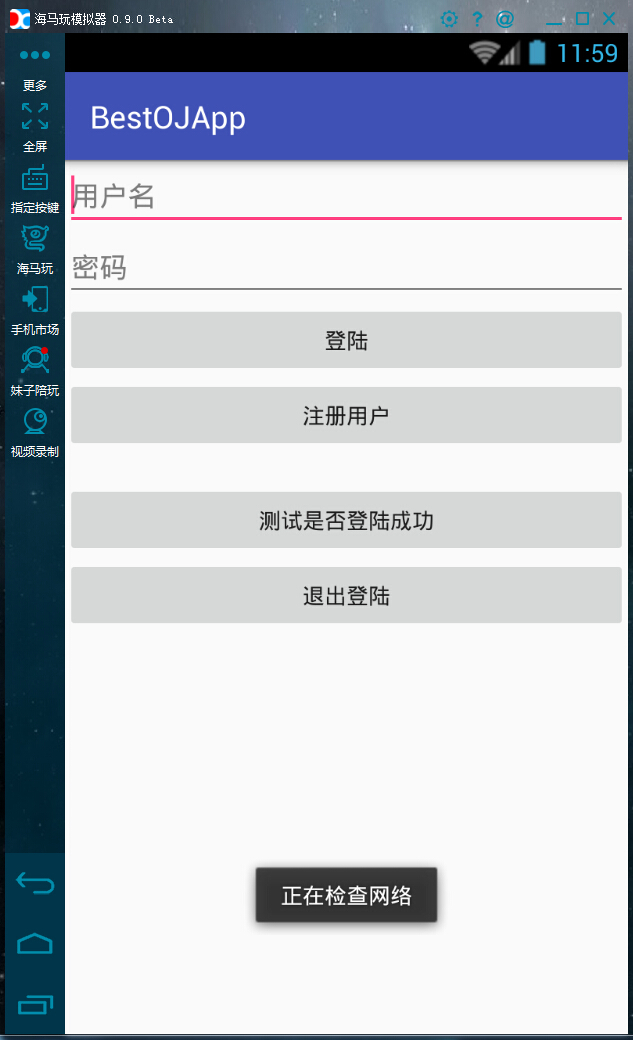 海马玩模拟器 0.9.0 Beta
11:59
更多
全屏
指定按键
海马玩
手机市场
妹子陪玩
视频录制
BestOJApp
用户名
密码
登陆
注册用户
测试是否登陆成功
退出登陆
正在检查网络